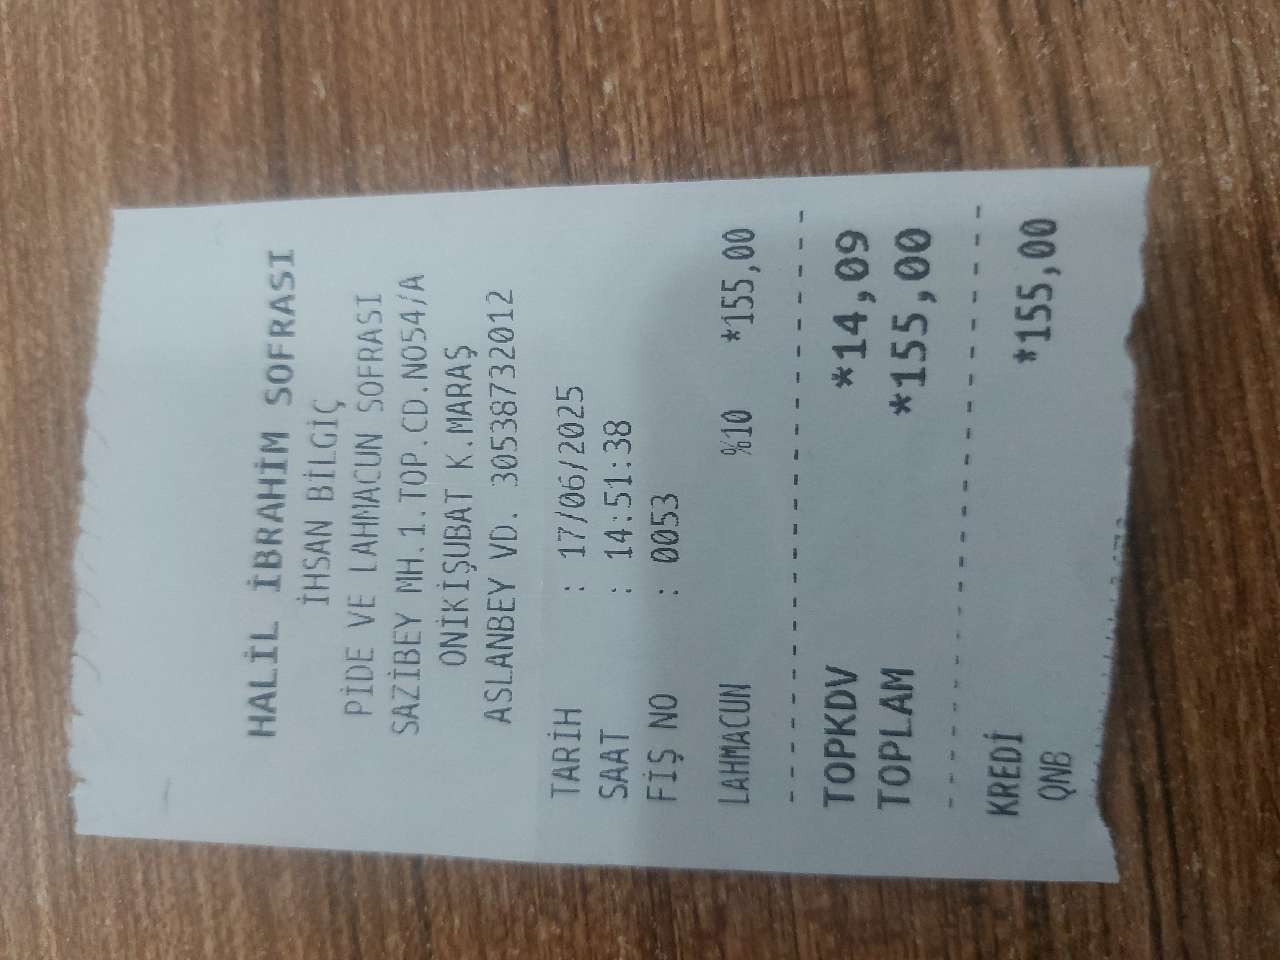 HALİL İBRAHİM SOFRASI
İHSAN BİLGİÇ
PİDE VE LAHMACUN SOFRASI
SAZİBEY MH.1.TOP.CD.NO54/A
ONİKİŞUBAT K.MARAŞ
ASLANBEY VD. 30538732012
TARİH : 17/06/2025
SAAT : 14:51:38
FİŞ NO : 0053
LAHMACUN %10 *155,00
TOPKDV *14,09
TOPLAM *155,00
KREDİ *155,00
QNB